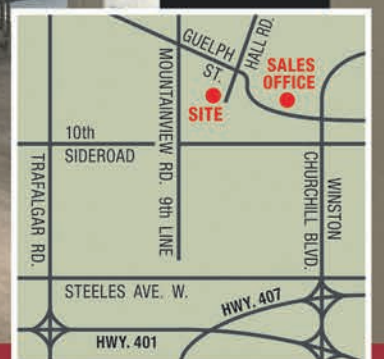 GUELPH
ST.
HALL RD.
SALES
OFFICE
SITE
MOUNTAINVIEW RD. 9th LINE
10th
SIDEROAD
TRAFALGAR RD.
WINSTON
CHURCHILL BLVD.
STEELES AVE. W.
HWY. 407
HWY. 401